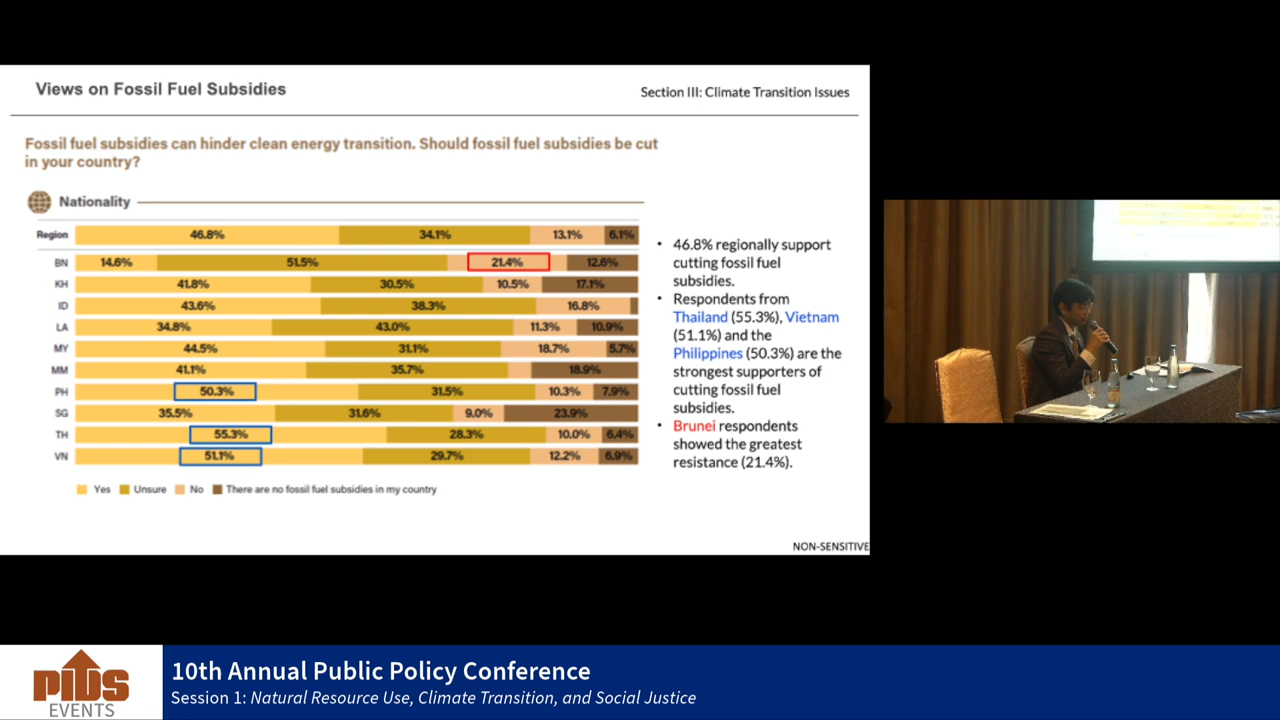 Views on Fossil Fuel Subsidies
Section III: Climate Transition Issues
Fossil fuel subsidies can hinder clean energy transition. Should fossil fuel subsidies be cut
in your country?
Nationality
Region 46.8% 34.1% 13.1% 6.1%
BN 14.6% 51.5% 21.4% 12.6%
KH 41.8% 30.5% 10.5% 17.1%
ID 43.6% 38.3% 16.8%
LA 34.8% 43.0% 11.3% 10.9%
MY 44.5% 31.1% 18.7% 5.7%
MM 41.1% 35.7% 18.9%
PH 50.3% 31.5% 10.3% 7.9%
SG 35.5% 31.6% 9.0% 23.9%
TH 55.3% 28.3% 10.0% 6.4%
VN 51.1% 29.7% 12.2% 6.9%
Yes Unsure No There are no fossil fuel subsidies in my country
• 46.8% regionally support
cutting fossil fuel
subsidies.
• Respondents from
Thailand (55.3%), Vietnam
(51.1%) and the
Philippines (50.3%) are the
strongest supporters of
cutting fossil fuel
subsidies.
• Brunei respondents
showed the greatest
resistance (21.4%).
NON-SENSITIVE
PIDS
EVENTS
10th Annual Public Policy Conference
Session 1: Natural Resource Use, Climate Transition, and Social Justice